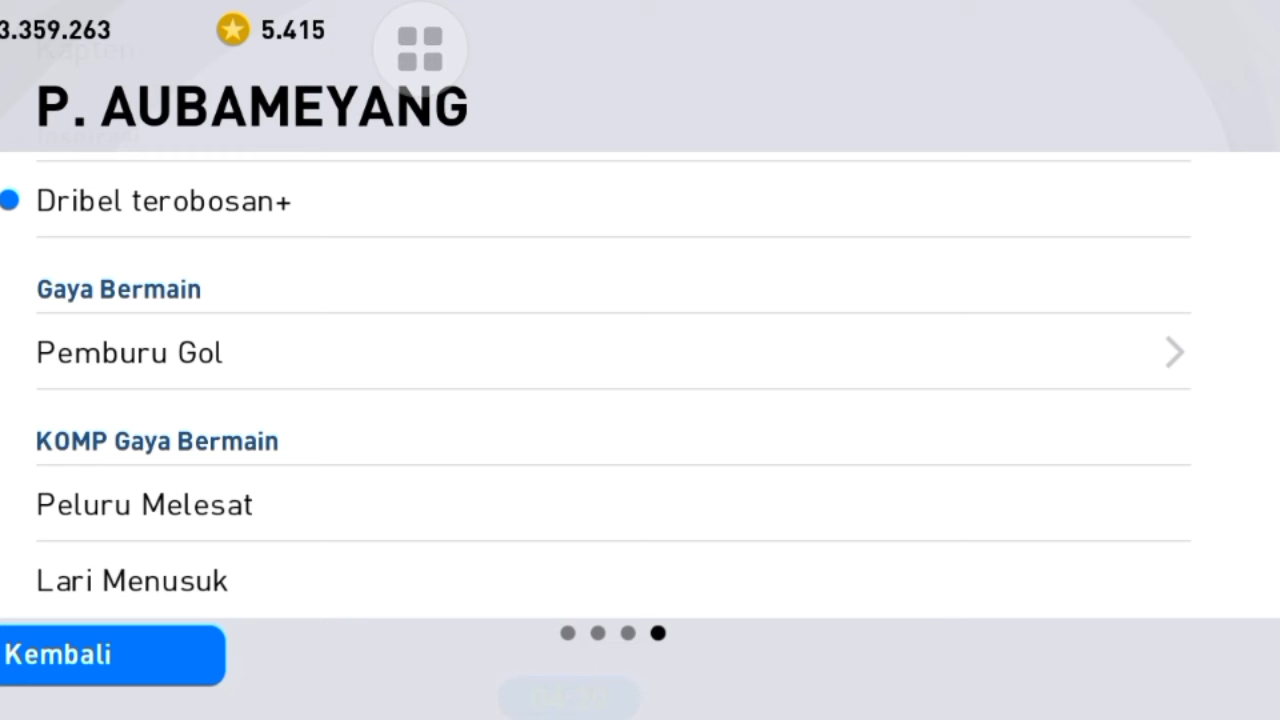 3.359.263
5.415
Kapten
P. AUBAMEYANG
Dribel terobosan+
Gaya Bermain
Pemburu Gol
KOMP Gaya Bermain
Peluru Melesat
Lari Menusuk
Kembali